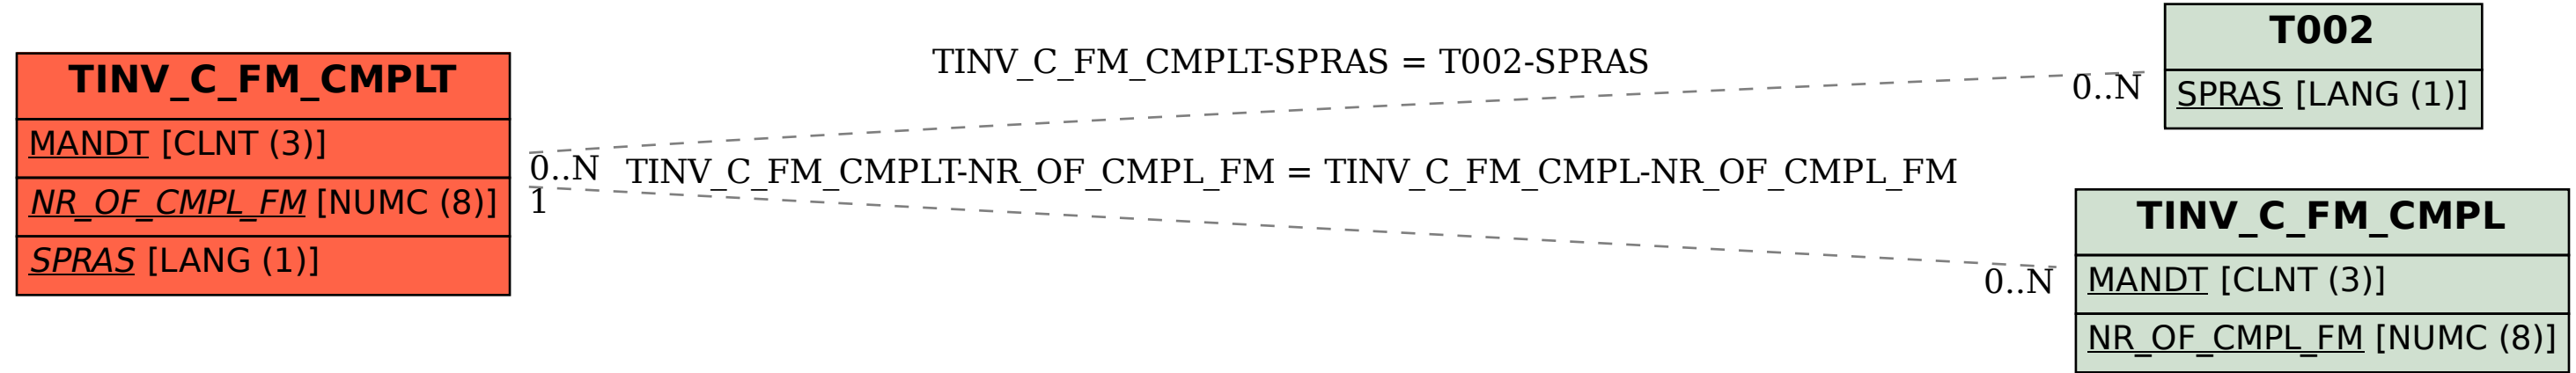 TINV_C_FM_CMPLT
MANDT [CLNT (3)]
NR_OF_CMPL_FM [NUMC (8)]
SPRAS [LANG (1)]
TINV_C_FM_CMPLT-SPRAS = T002-SPRAS
0..N
0..N
T002
SPRAS [LANG (1)]
TINV_C_FM_CMPLT-NR_OF_CMPL_FM = TINV_C_FM_CMPL-NR_OF_CMPL_FM
1
0..N
TINV_C_FM_CMPL
MANDT [CLNT (3)]
NR_OF_CMPL_FM [NUMC (8)]